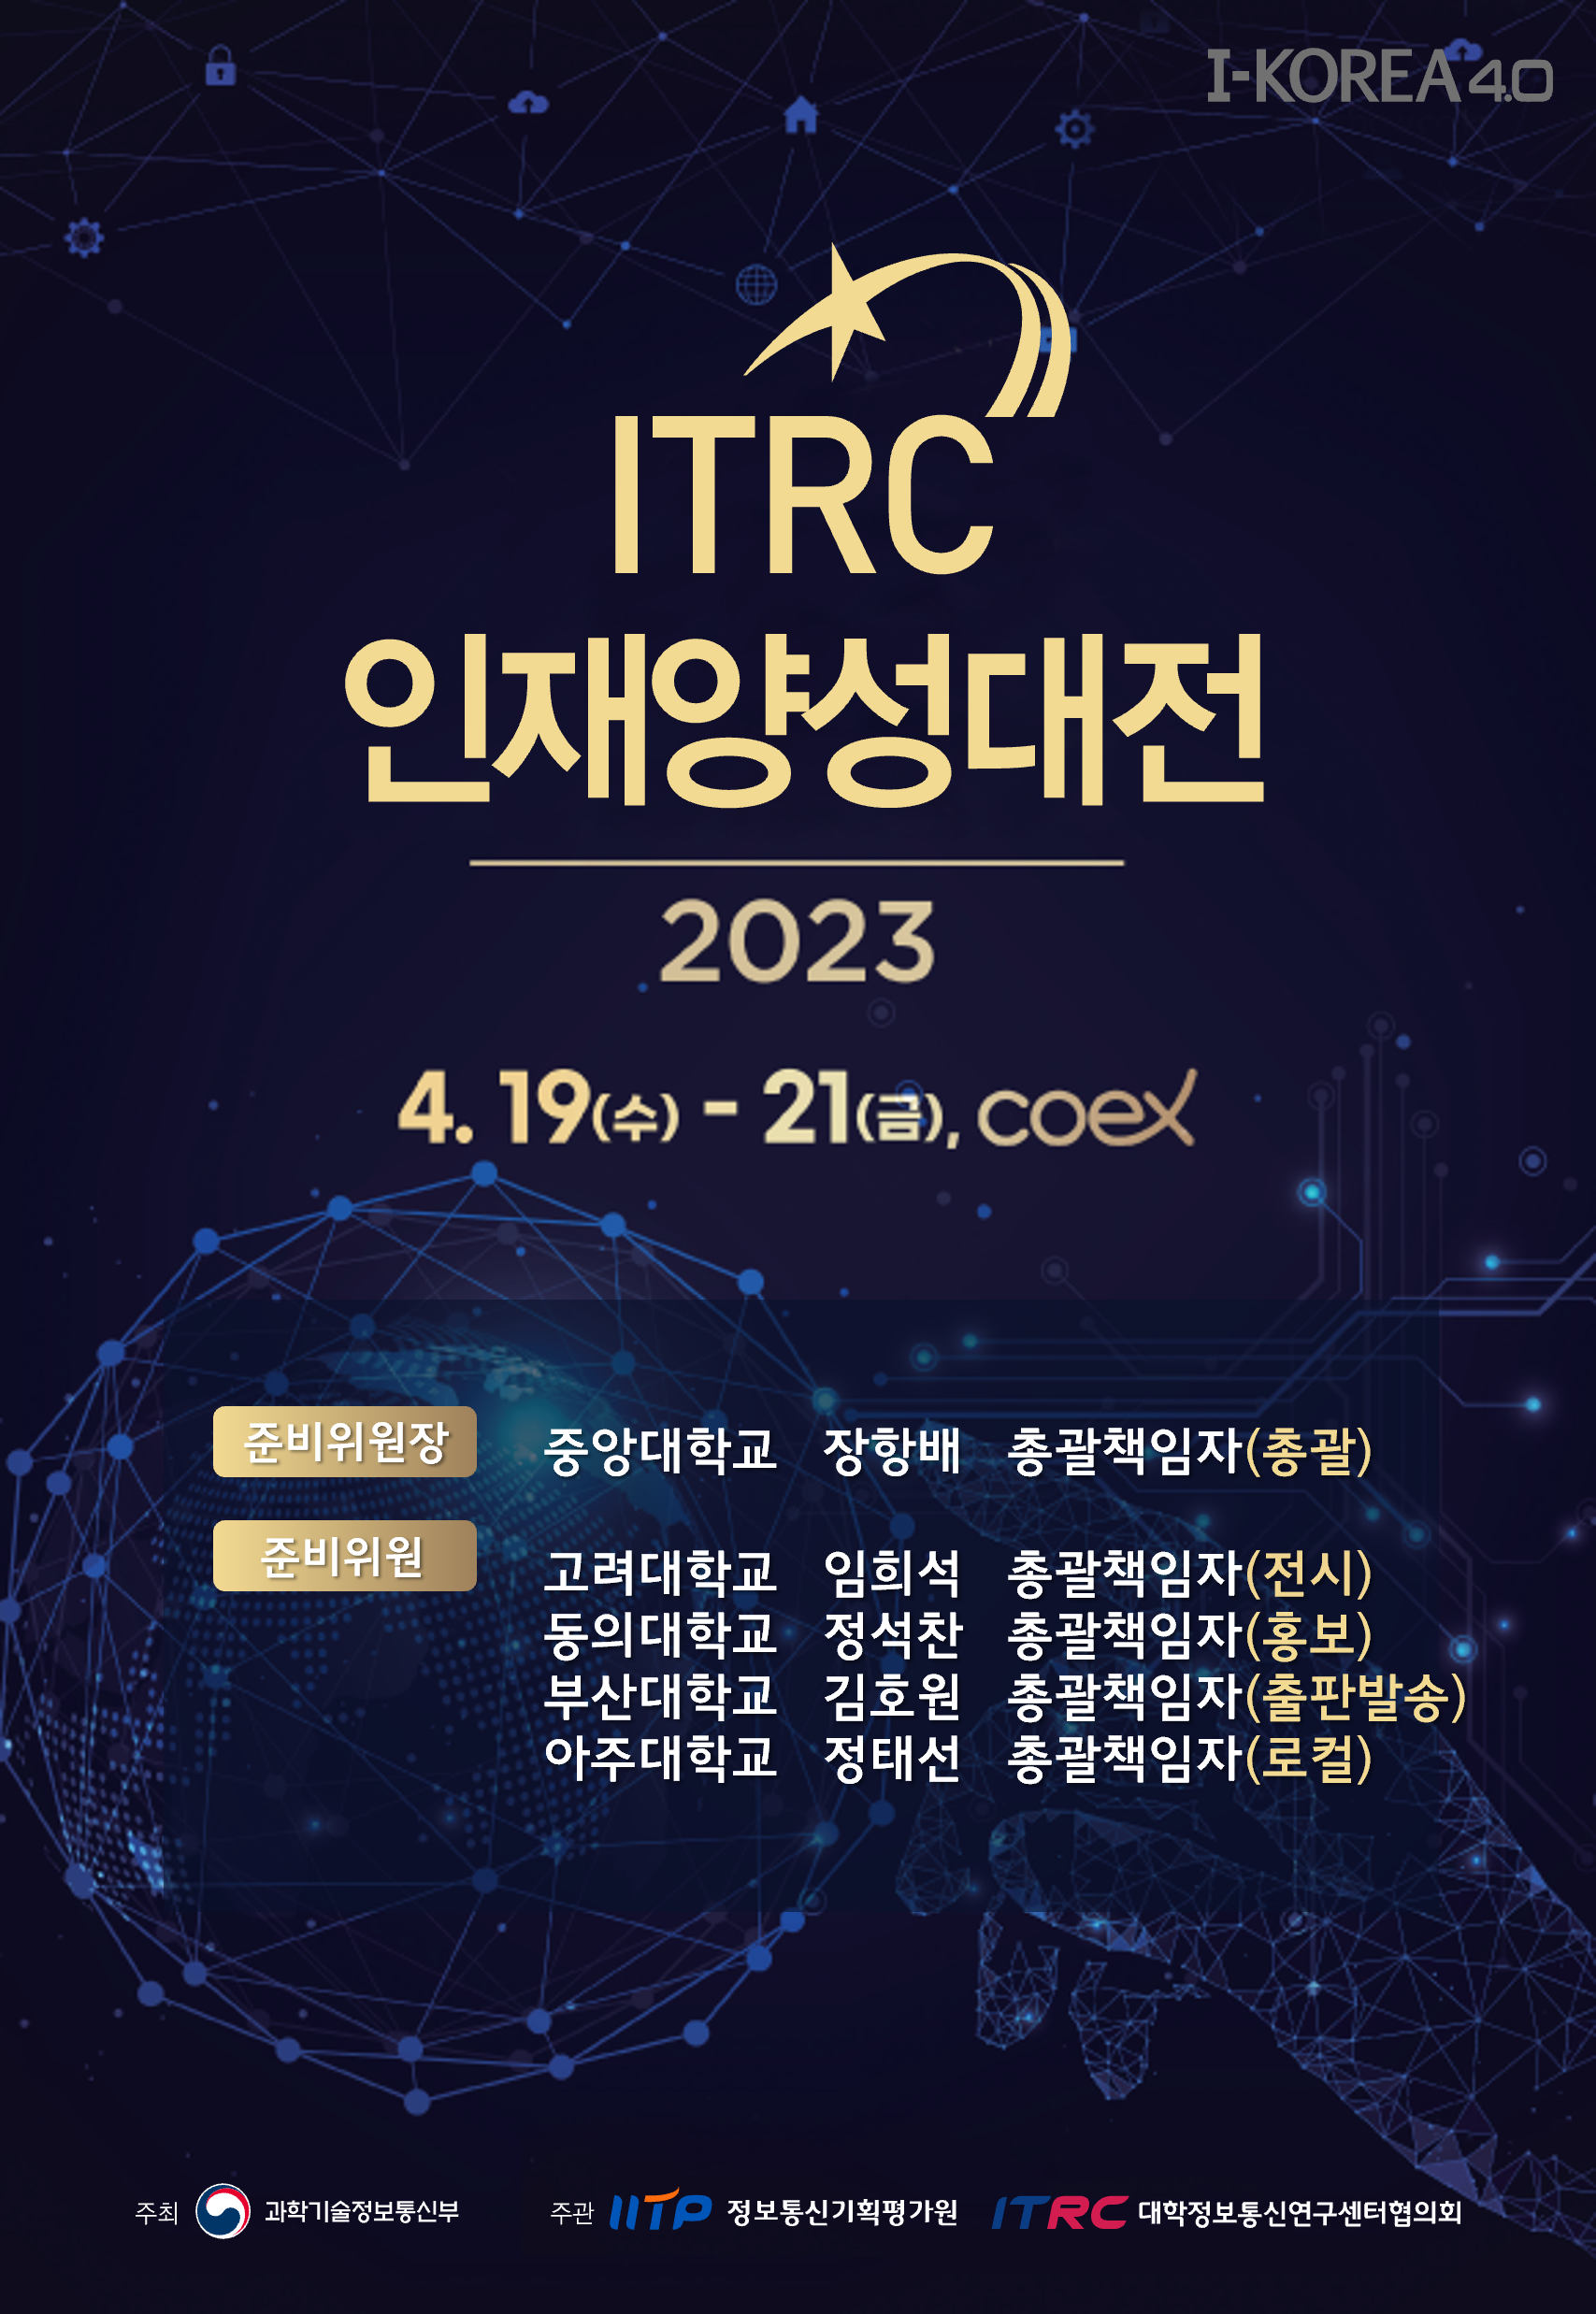 I-KOREA 4.0
ITRC
인재양성대전
2023
4. 19(수) - 21(금), coex
준비위원장 중앙대학교 장항배 총괄책임자(총괄)
준비위원 고려대학교 임희석 총괄책임자(전시)
동의대학교 정석찬 총괄책임자(홍보)
부산대학교 김호원 총괄책임자(출판발송)
아주대학교 정태선 총괄책임자(로컬)
주최 과학기술정보통신부 주관 IITP 정보통신기획평가원 ITRC 대학정보통신연구센터협의회